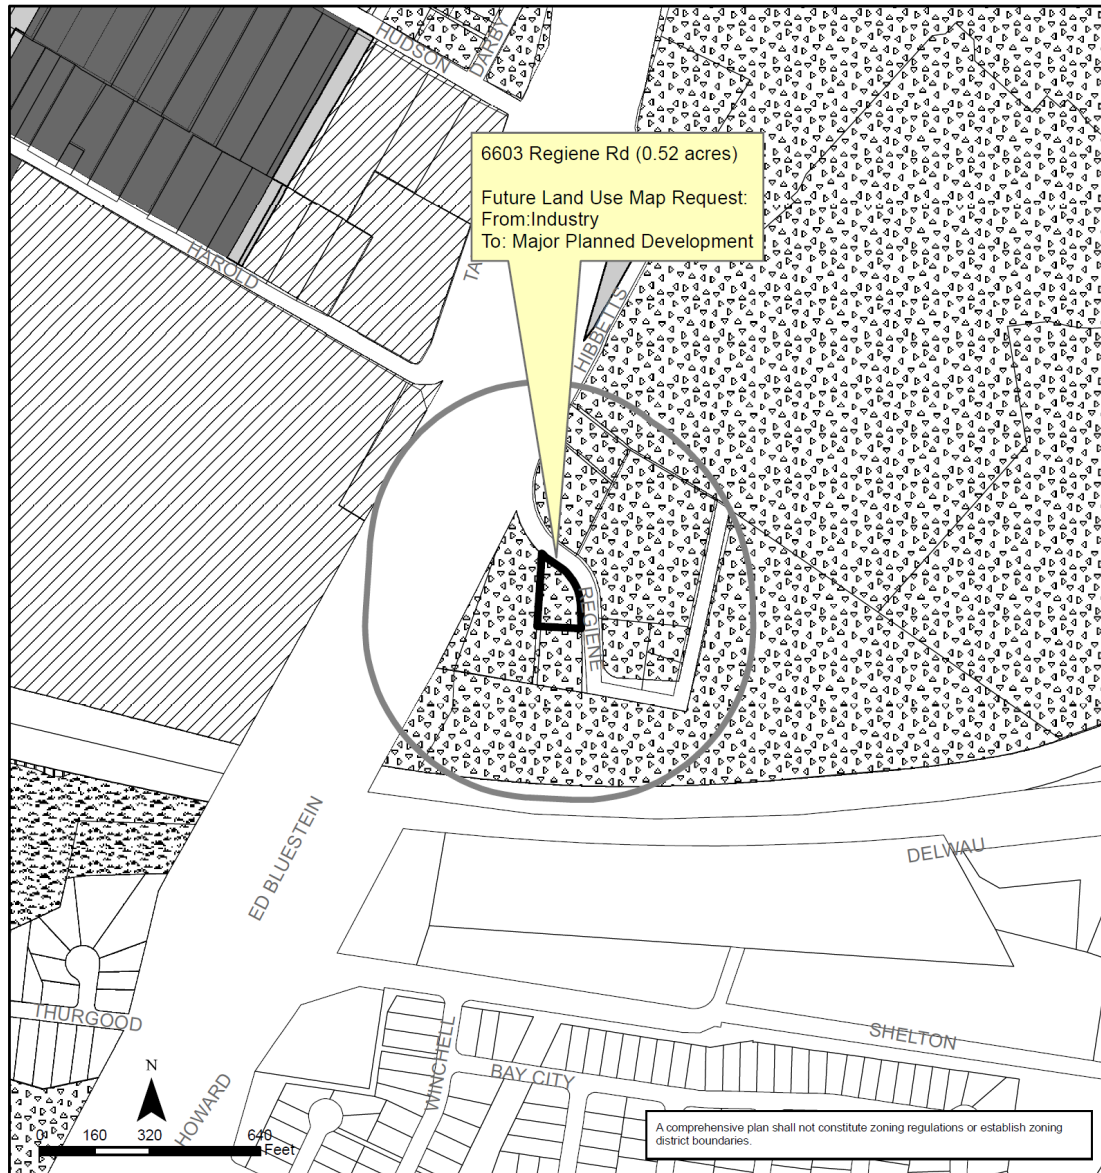 HUDSON
DARBY
6603 Regiene Rd (0.52 acres)
Future Land Use Map Request:
From:Industry
To: Major Planned Development
HAROLD
TA
HIBBETTS
REGIENE
ED BLUESTEIN
DELWAU
THURGOOD
SHELTON
WINCHELL
BAY CITY
HOWARD
N
0 160 320 640
Feet
A comprehensive plan shall not constitute zoning regulations or establish zoning
district boundaries.